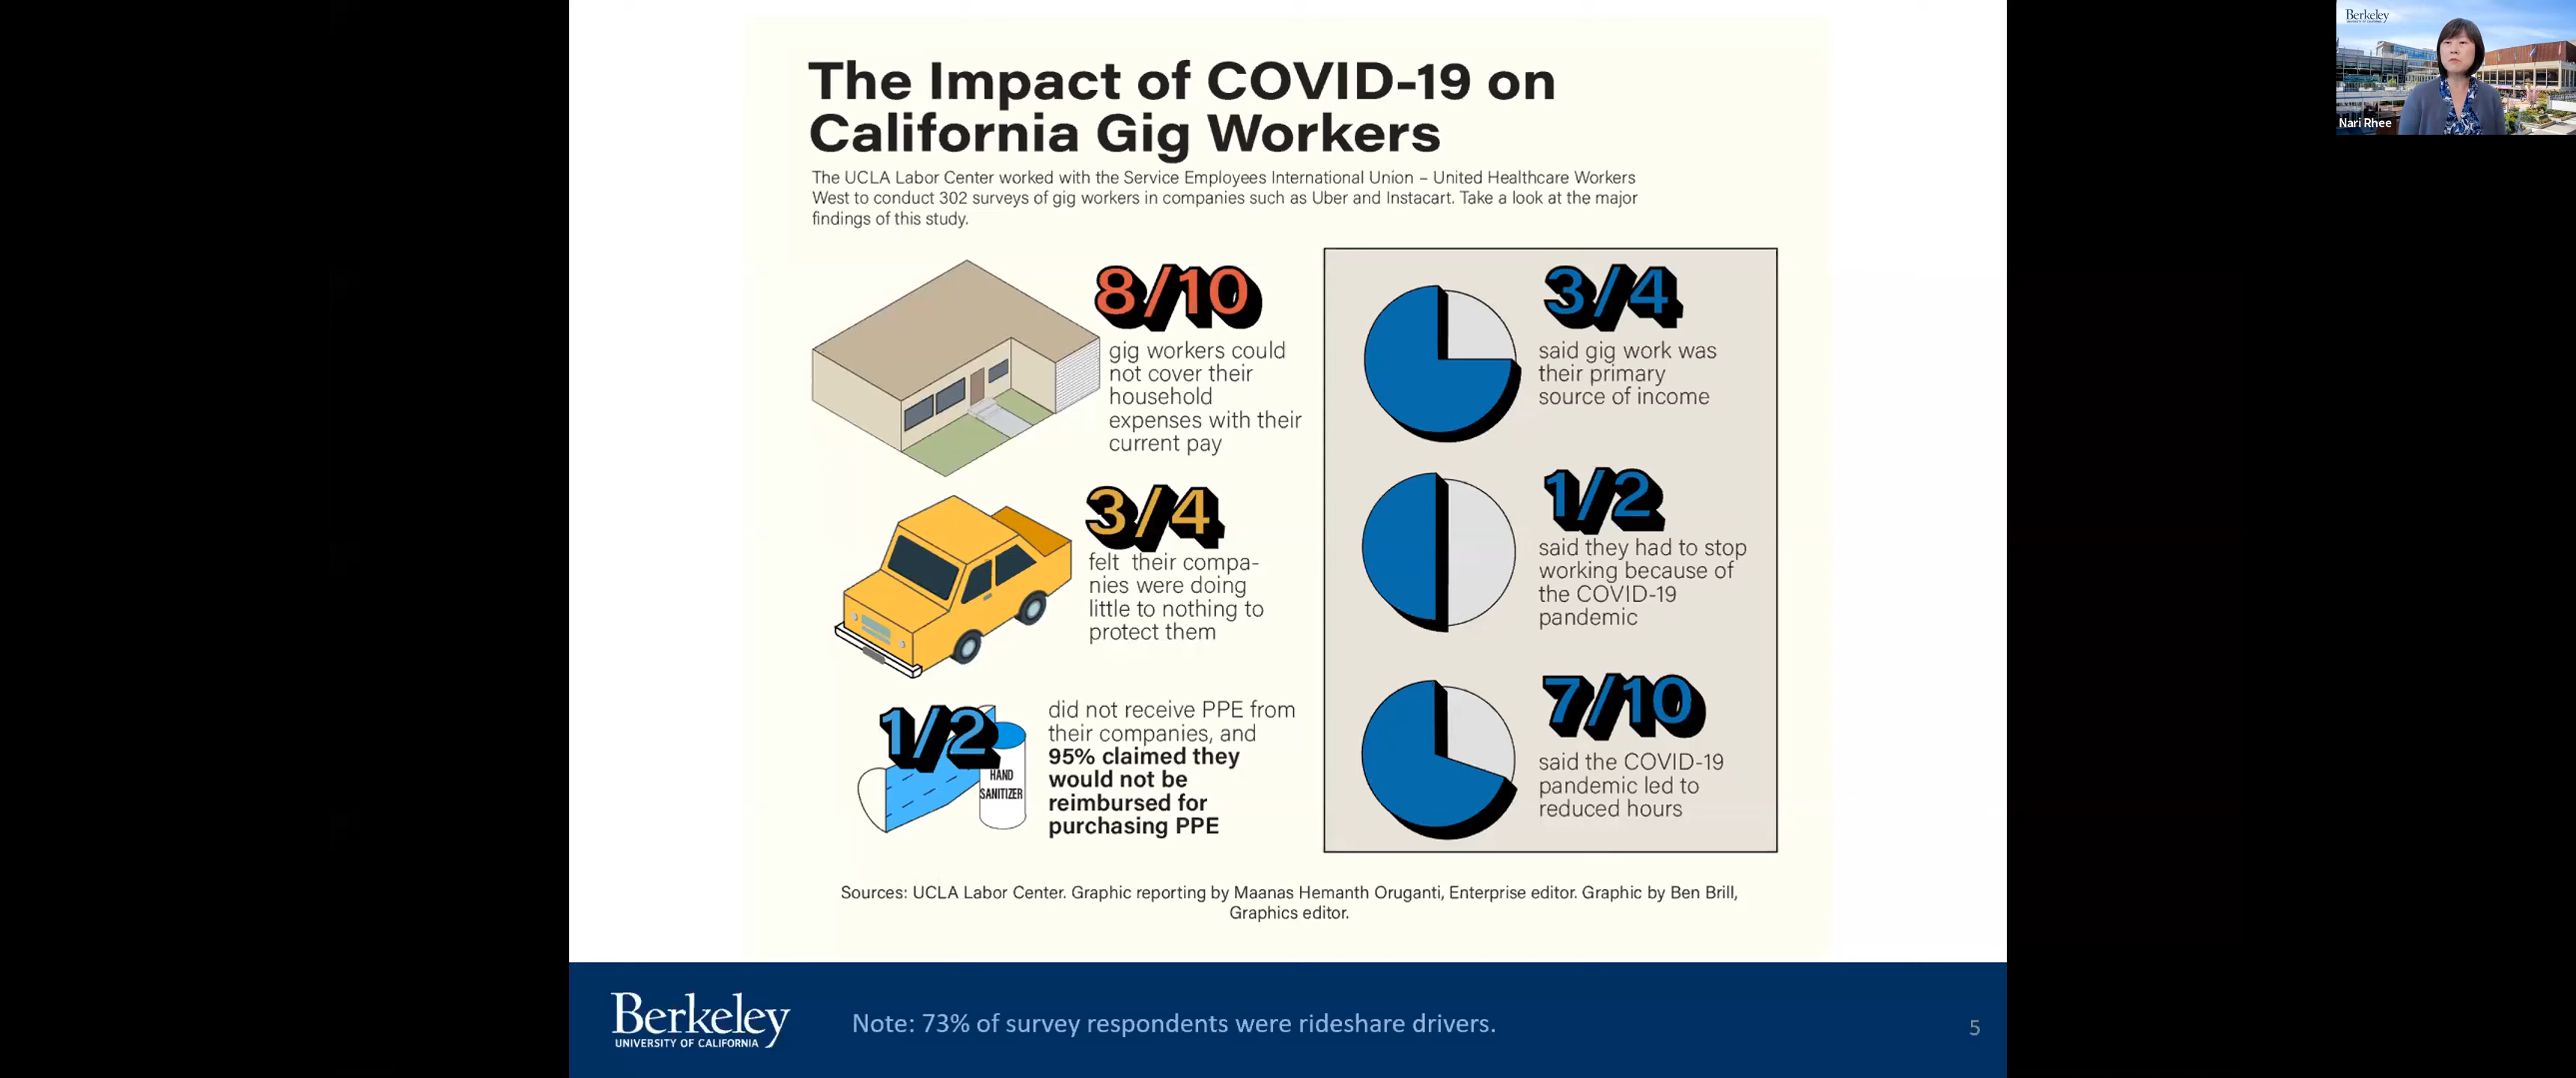 The Impact of COVID-19 on
California Gig Workers
The UCLA Labor Center worked with the Service Employees International Union – United Healthcare Workers
West to conduct 302 surveys of gig workers in companies such as Uber and Instacart. Take a look at the major
findings of this study.
8/10
gig workers could
not cover their
household
expenses with their
current pay
3/4
felt their compa-
nies were doing
little to nothing to
protect them
1/2
HAND
SANITIZER
did not receive PPE from
their companies, and
95% claimed they
would not be
reimbursed for
purchasing PPE
3/4
said gig work was
their primary
source of income
1/2
said they had to stop
working because of
the COVID-19
pandemic
7/10
said the COVID-19
pandemic led to
reduced hours
Sources: UCLA Labor Center. Graphic reporting by Maanas Hemanth Oruganti, Enterprise editor. Graphic by Ben Brill,
Graphics editor.
Berkeley
UNIVERSITY OF CALIFORNIA
Note: 73% of survey respondents were rideshare drivers.
5
Berkeley
Nari Rhee